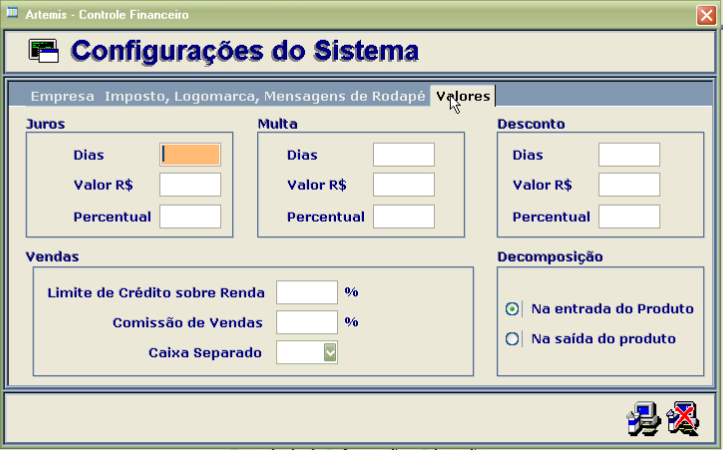 Artemis - Controle Financeiro
Configurações do Sistema
Empresa Imposto, Logomarca, Mensagens de Rodapé Valores
Juros
Dias
Valor R$
Percentual
Multa
Dias
Valor R$
Percentual
Desconto
Dias
Valor R$
Percentual
Vendas
Limite de Crédito sobre Renda %
Comissão de Vendas %
Caixa Separado
Decomposição
Na entrada do Produto
Na saída do produto